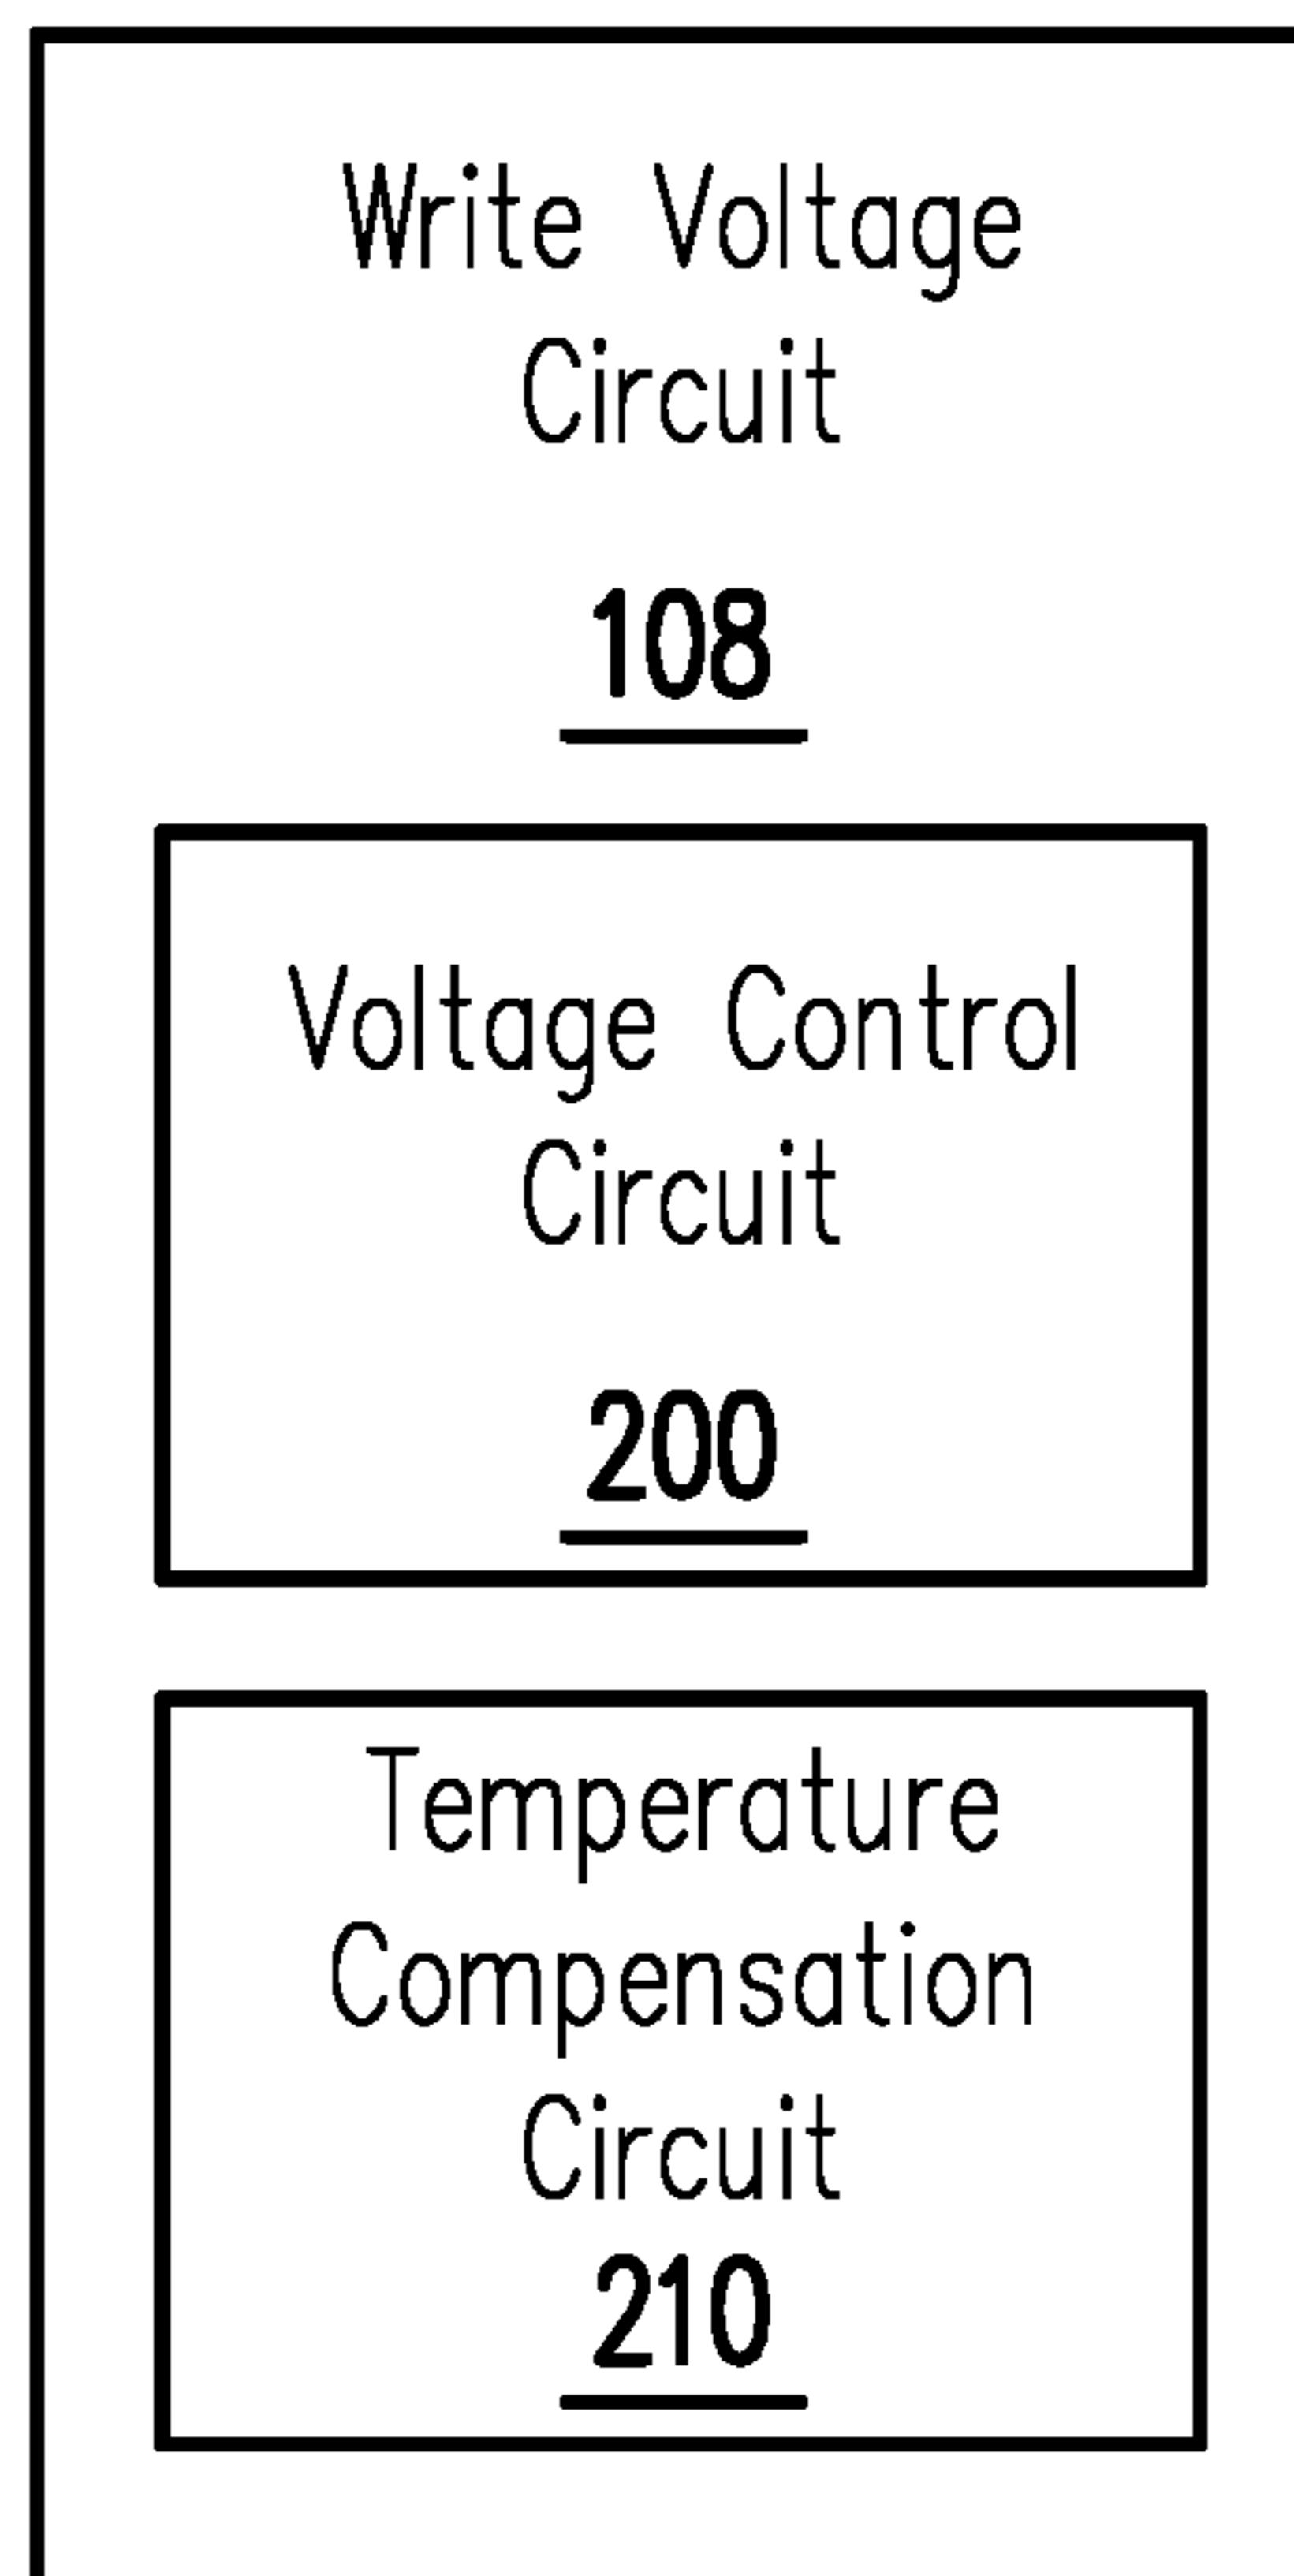 Write Voltage
Circuit
108
Voltage Control
Circuit
200
Temperature
Compensation
Circuit
210